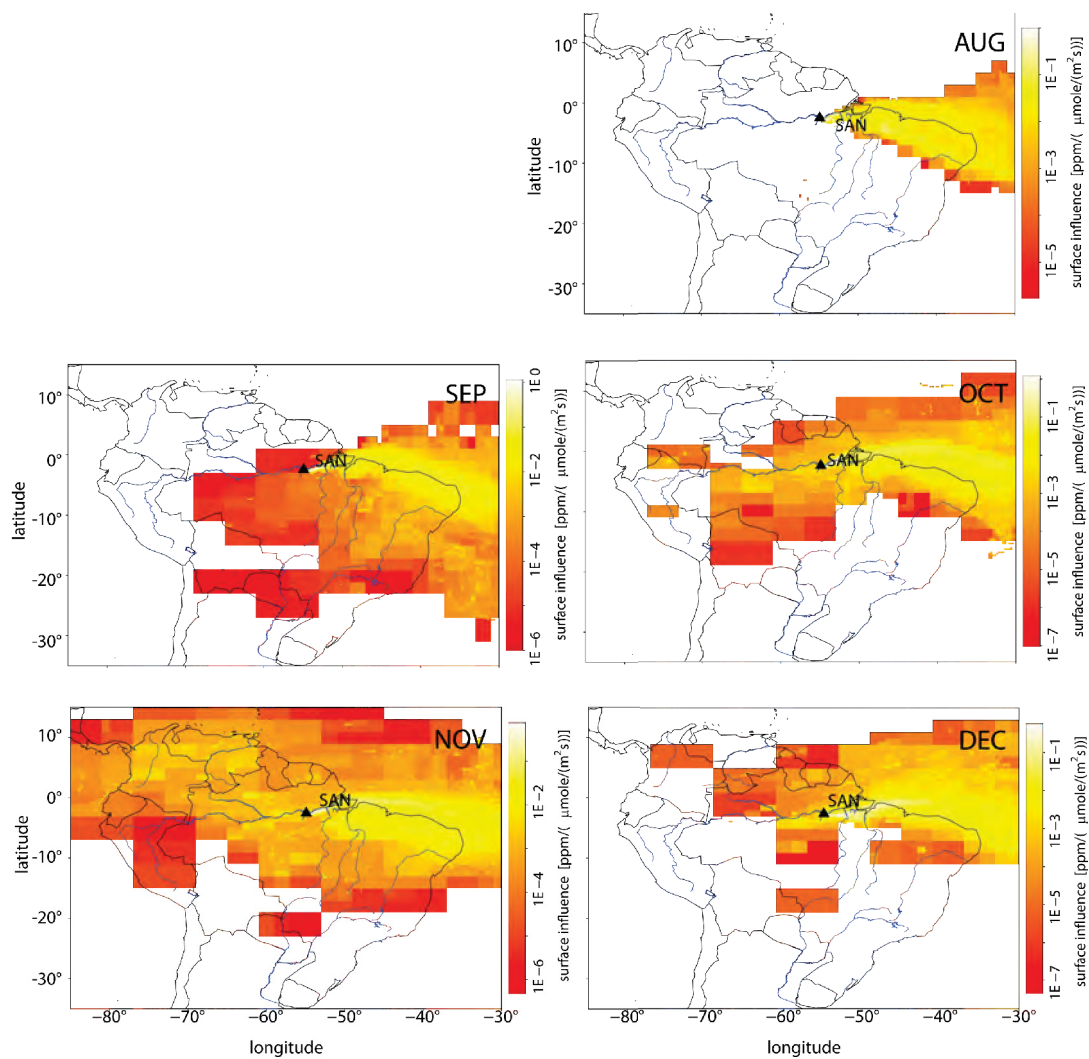 AUG
10°
0°
-10°
-20°
-30°
latitude
SAN
1E−1
1E−3
1E−5
surface influence [ppm/( μmole/(m²s))]
SEP
10°
0°
-10°
-20°
-30°
latitude
SAN
1E0
1E−2
1E−4
1E−6
surface influence [ppm/( μmole/(m²s))]
OCT
SAN
1E−1
1E−3
1E−5
1E−7
surface influence [ppm/( μmole/(m²s))]
NOV
10°
0°
-10°
-20°
-30°
latitude
SAN
1E−2
1E−4
1E−6
surface influence [ppm/( μmole/(m²s))]
−80° −70° −60° −50° −40° −30°
longitude
DEC
SAN
1E−1
1E−3
1E−5
1E−7
surface influence [ppm/( μmole/(m²s))]
−80° −70° −60° −50° −40° −30°
longitude